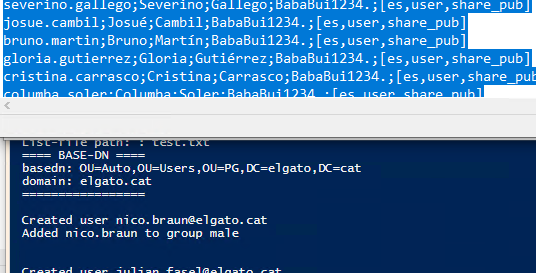 severino.gallego;Severino;Gallego;BabaBui1234.;[es,user,share_pub]
josue.cambil;Josué;Cambil;BabaBui1234.;[es,user,share_pub]
bruno.martin;Bruno;Martín;BabaBui1234.;[es,user,share_pub]
gloria.gutierrez;Gloria;Gutiérrez;BabaBui1234.;[es,user,share_pub]
cristina.carrasco;Cristina;Carrasco;BabaBui1234.;[es,user,share_pub]
columba.soler;Columba;Soler;BabaBui1234.;[es,user,share_pub]
List-file path: : test.txt
==== BASE-DN ====
basedn: OU=Auto,OU=Users,OU=PG,DC=elgato,DC=cat
domain: elgato.cat
=================
Created user nico.braun@elgato.cat
Added nico.braun to group male
Created user julian.fasel@elgato.cat